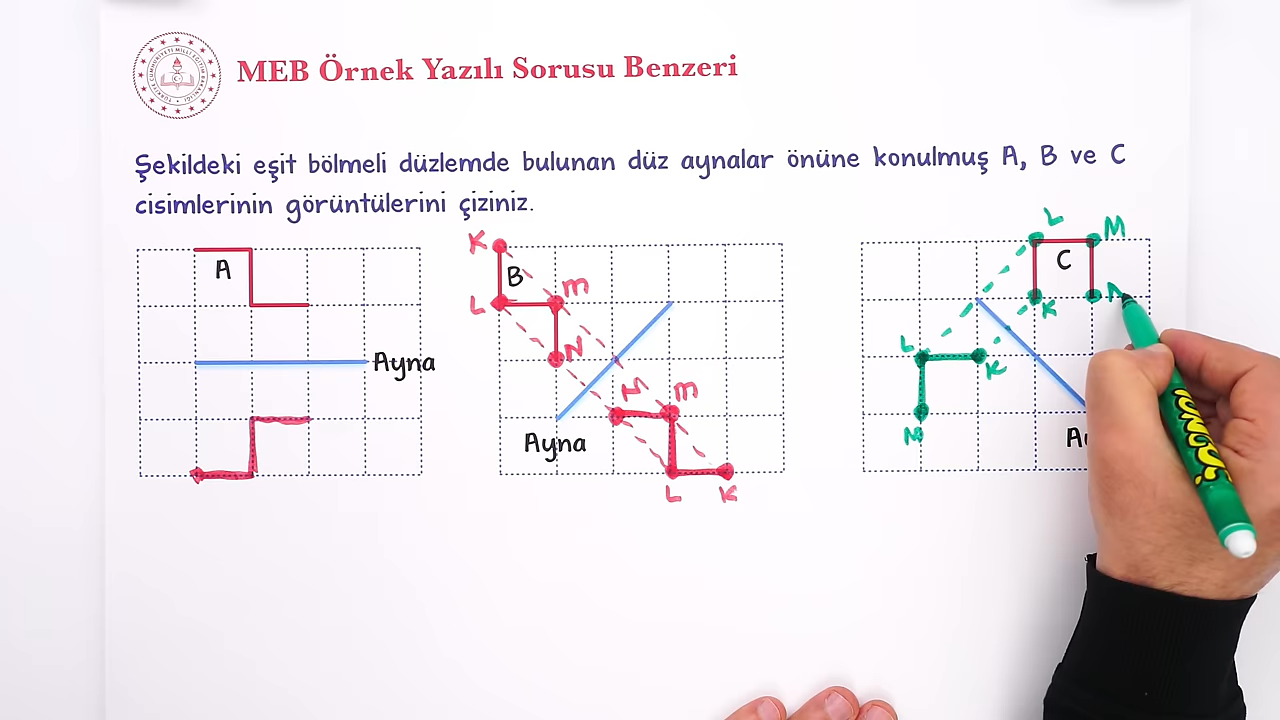 MEB Örnek Yazılı Sorusu Benzeri
Şekildeki eşit bölmeli düzlemde bulunan düz aynalar önüne konulmuş A, B ve C
cisimlerinin görüntülerini çiziniz.
A
Ayna
K
B
L
M
N
M
L
K
Ayna
L
M
C
K
L
K
M